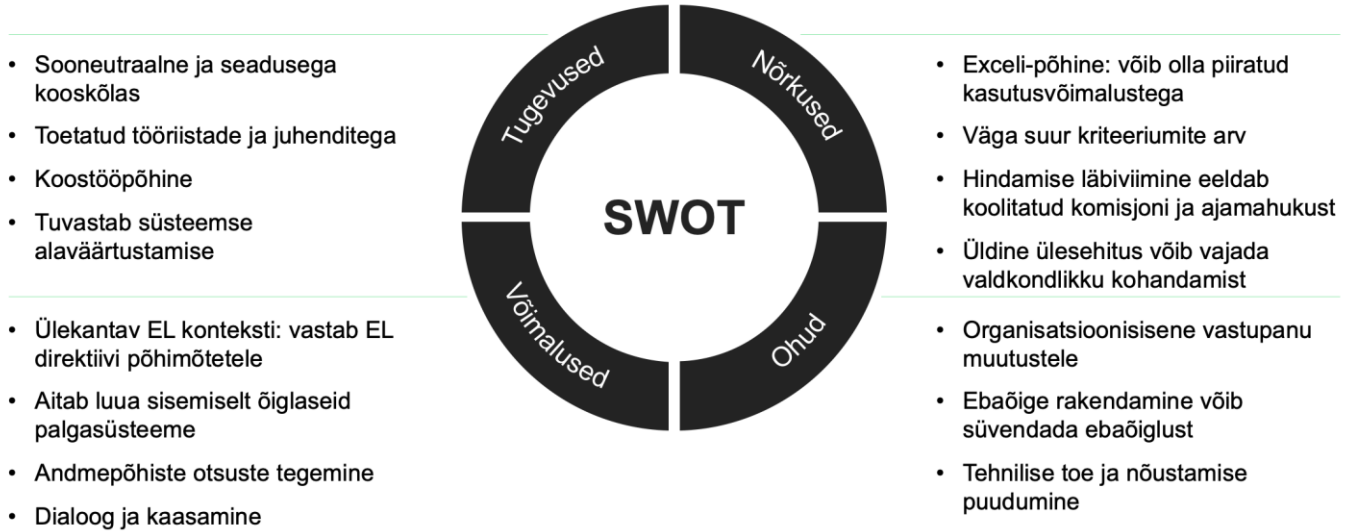 Tugevused
• Sooneutraalne ja seadusega
kooskõlas
• Toetatud tööriistade ja juhenditega
• Koostööpõhine
• Tuvastab süsteemse
alaväärtustamise
Nõrkused
• Exceli-põhine: võib olla piiratud
kasutusvõimalustega
• Väga suur kriteeriumite arv
• Hindamise läbiviimine eeldab
koolitatud komisjoni ja ajamahukust
• Üldine ülesehitus võib vajada
valdkondlikku kohandamist
SWOT
Võimalused
• Ülekantav EL konteksti: vastab EL
direktiivi põhimõtetele
• Aitab luua sisemiselt õiglaseid
palgasüsteeme
• Andmepõhiste otsuste tegemine
• Dialoog ja kaasamine
Ohud
• Organisatsioonisisene vastupanu
muutustele
• Ebaõige rakendamine võib
süvendada ebaõiglust
• Tehnilise toe ja nõustamise
puudumine